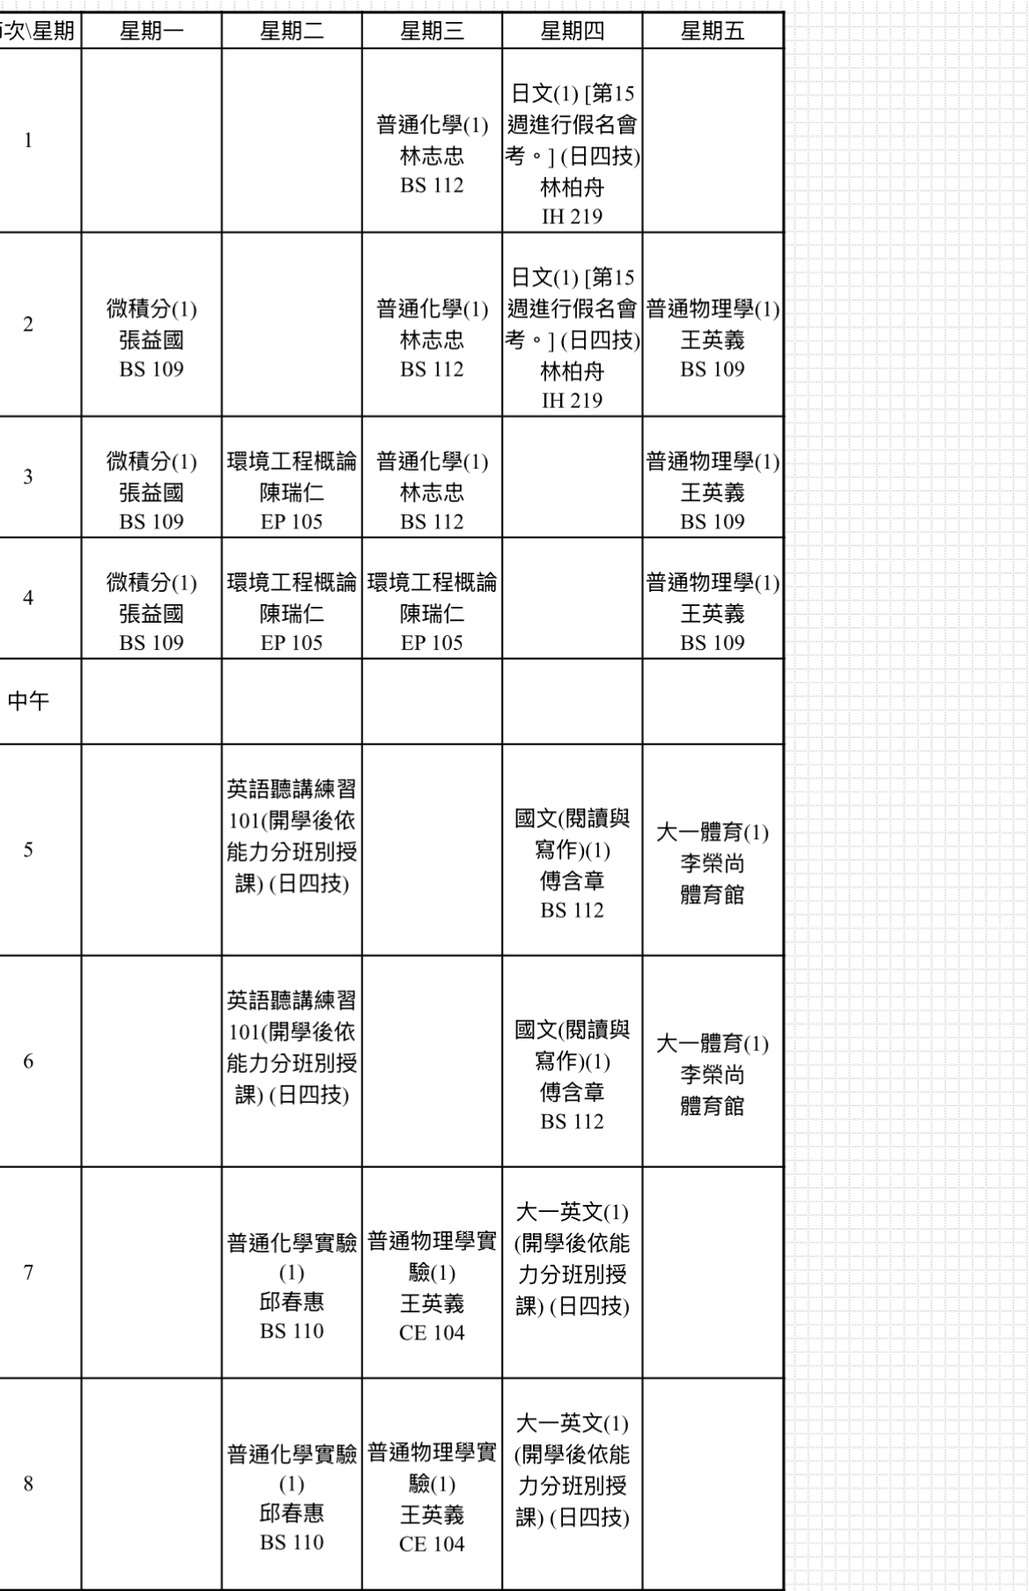 次\星期 星期一 星期二 星期三 星期四 星期五
1
普通化學(1)
林志忠
BS 112
日文(1) [第15
週進行假名會
考。] (日四技)
林柏舟
IH 219
2
微積分(1)
張益國
BS 109
普通化學(1)
林志忠
BS 112
日文(1) [第15
週進行假名會
考。] (日四技)
林柏舟
IH 219
普通物理學(1)
王英義
BS 109
3
微積分(1)
張益國
BS 109
環境工程概論
陳瑞仁
EP 105
普通化學(1)
林志忠
BS 112
普通物理學(1)
王英義
BS 109
4
微積分(1)
張益國
BS 109
環境工程概論
陳瑞仁
EP 105
環境工程概論
陳瑞仁
EP 105
普通物理學(1)
王英義
BS 109
中午
5
英語聽講練習
101(開學後依
能力分班別授
課) (日四技)
國文(閱讀與
寫作)(1)
傅含章
BS 112
大一體育(1)
李榮尚
體育館
6
英語聽講練習
101(開學後依
能力分班別授
課) (日四技)
國文(閱讀與
寫作)(1)
傅含章
BS 112
大一體育(1)
李榮尚
體育館
7
普通化學實驗
(1)
邱春惠
BS 110
普通物理學實
驗(1)
王英義
CE 104
大一英文(1)
(開學後依能
力分班別授
課) (日四技)
8
普通化學實驗
(1)
邱春惠
BS 110
普通物理學實
驗(1)
王英義
CE 104
大一英文(1)
(開學後依能
力分班別授
課) (日四技)